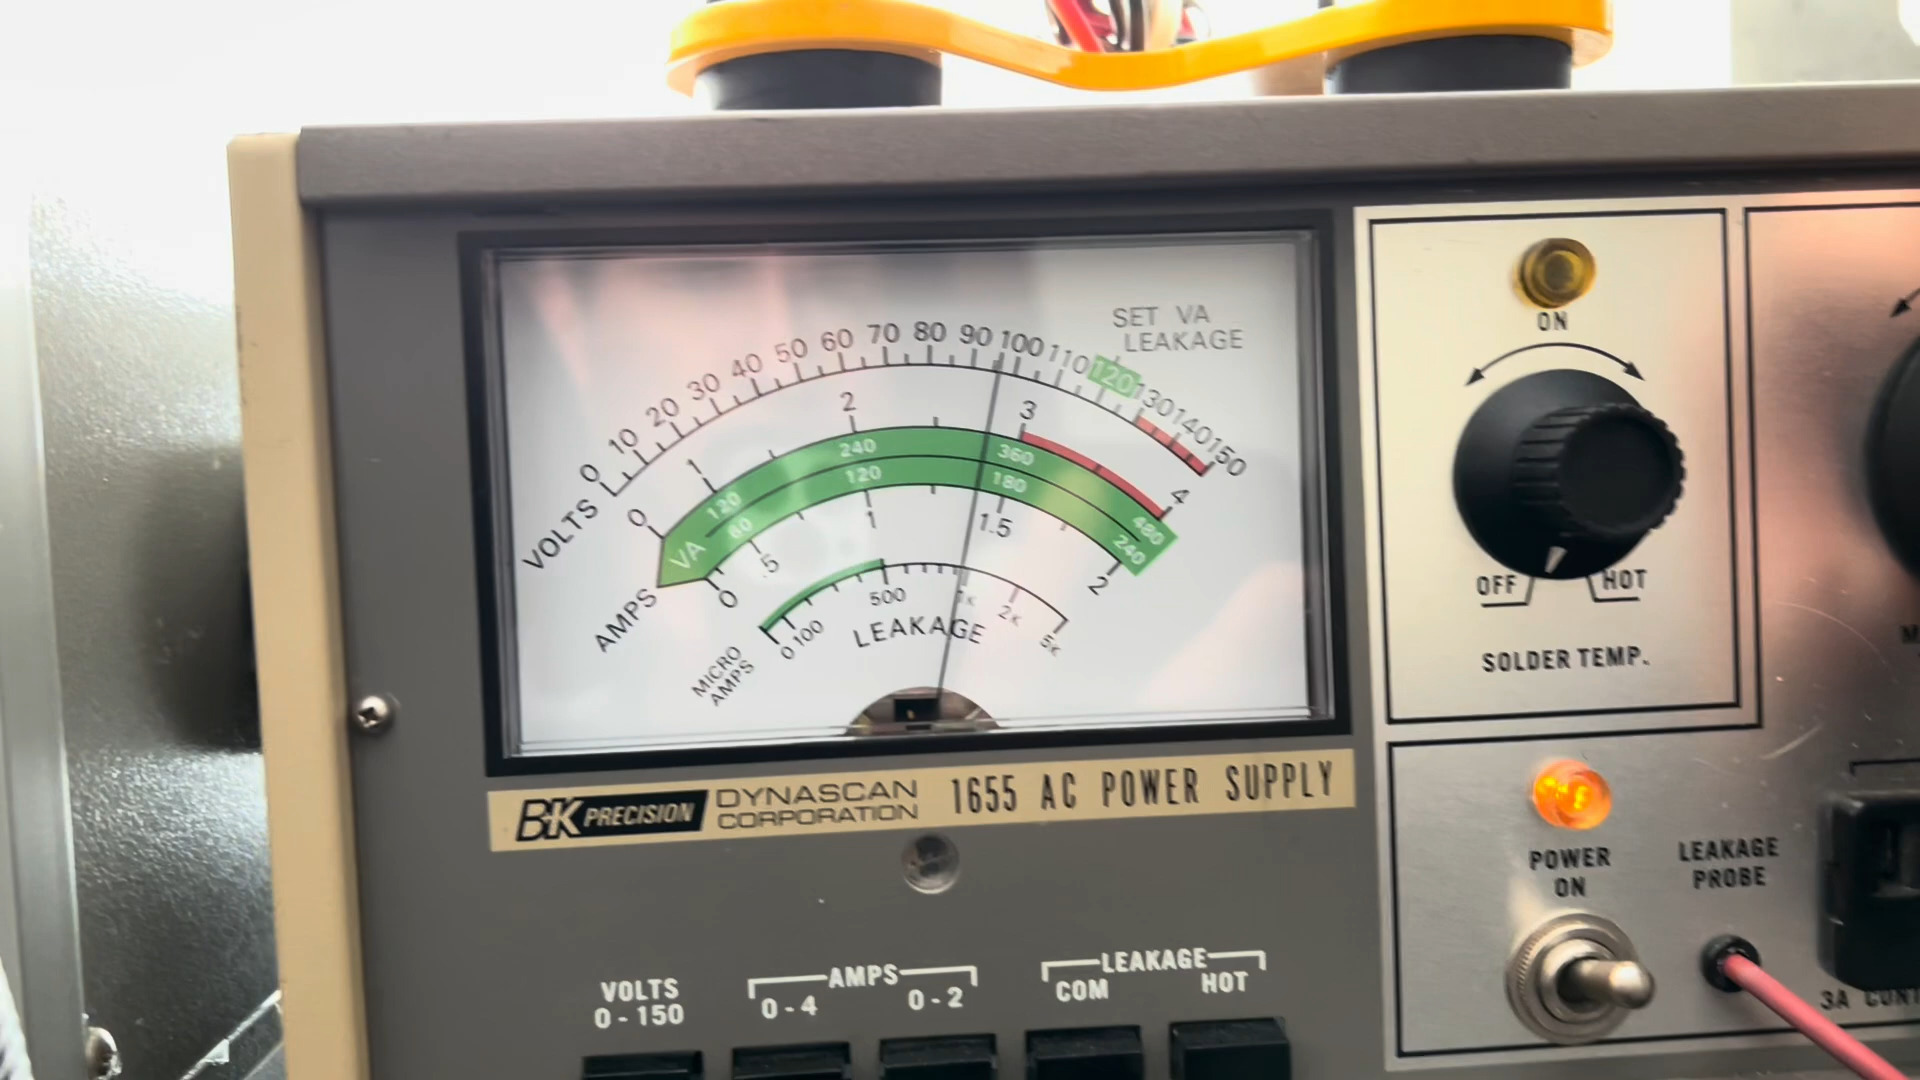 SET VA
LEAKAGE
0 10 20 30 40 50 60 70 80 90 100 110 120 130 140 150
VOLTS
0 1 2 3 4
120 240 360 480
VA
60 120 180 240
0 .5 1 1.5 2
AMPS
0 100 500 1K 2K 5K
MICRO
AMPS
LEAKAGE
ON
OFF HOT
SOLDER TEMP.
BK PRECISION DYNASCAN
CORPORATION
1655 AC POWER SUPPLY
POWER
ON
LEAKAGE
PROBE
VOLTS
0-150
AMPS
0-4 0-2
LEAKAGE
COM HOT
3A